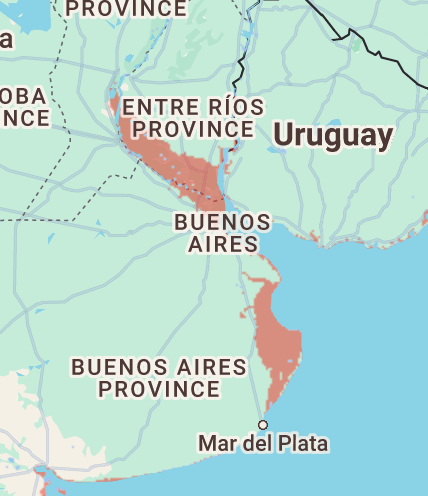 PROVINCE
a
OBA
NCE
ENTRE RÍOS
PROVINCE
Uruguay
BUENOS
AIRES
BUENOS AIRES
PROVINCE
Mar del Plata